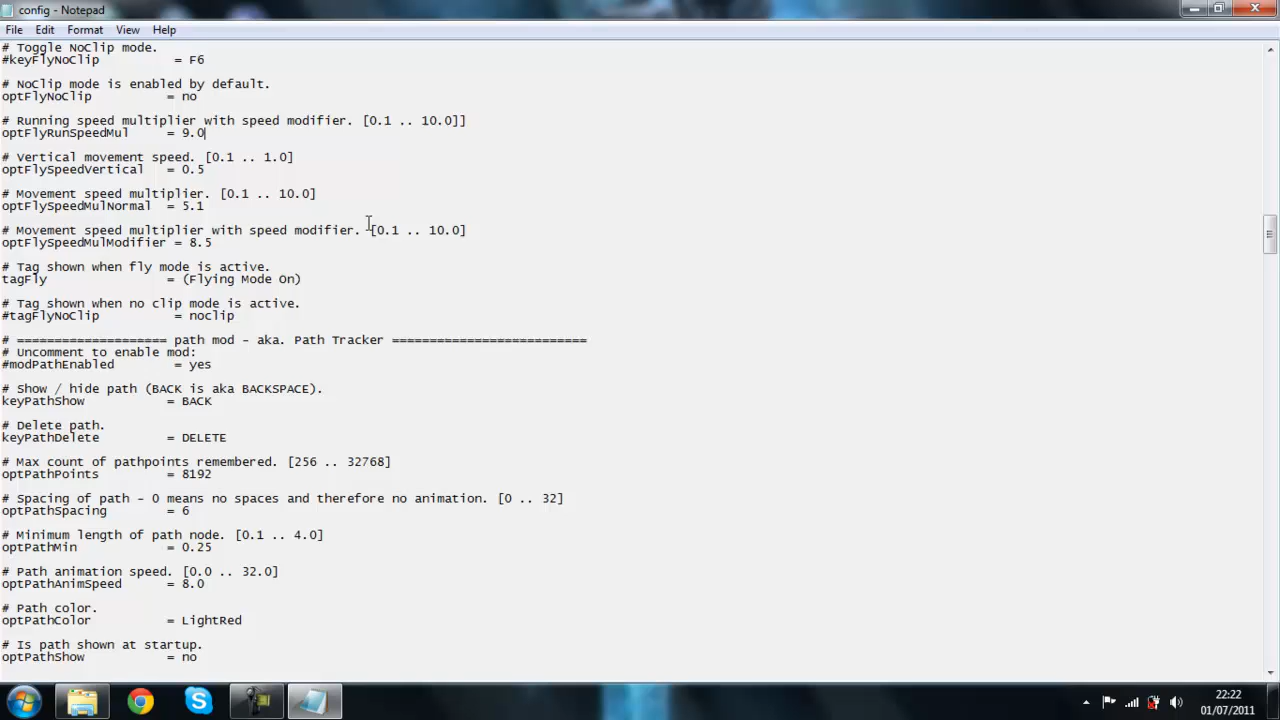 config - Notepad
File Edit Format View Help
# Toggle NoClip mode.
#keyFlyNoClip = F6
# NoClip mode is enabled by default.
optFlyNoClip = no
# Running speed multiplier with speed modifier. [0.1 .. 10.0]]
optFlyRunSpeedMul = 9.0
# Vertical movement speed. [0.1 .. 1.0]
optFlySpeedVertical = 0.5
# Movement speed multiplier. [0.1 .. 10.0]
optFlySpeedMulNormal = 5.1
# Movement speed multiplier with speed modifier. [0.1 .. 10.0]
optFlySpeedMulModifier = 8.5
# Tag shown when fly mode is active.
tagFly = (Flying Mode On)
# Tag shown when no clip mode is active.
#tagFlyNoClip = noclip
# ==================== path mod - aka. Path Tracker ==========================
# Uncomment to enable mod:
#modPathEnabled = yes
# Show / hide path (BACK is aka BACKSPACE).
keyPathShow = BACK
# Delete path.
keyPathDelete = DELETE
# Max count of pathpoints remembered. [256 .. 32768]
optPathPoints = 8192
# Spacing of path - 0 means no spaces and therefore no animation. [0 .. 32]
optPathSpacing = 6
# Minimum length of path node. [0.1 .. 4.0]
optPathMin = 0.25
# Path animation speed. [0.0 .. 32.0]
optPathAnimSpeed = 8.0
# Path color.
optPathColor = LightRed
# Is path shown at startup.
optPathShow = no
22:22
01/07/2011